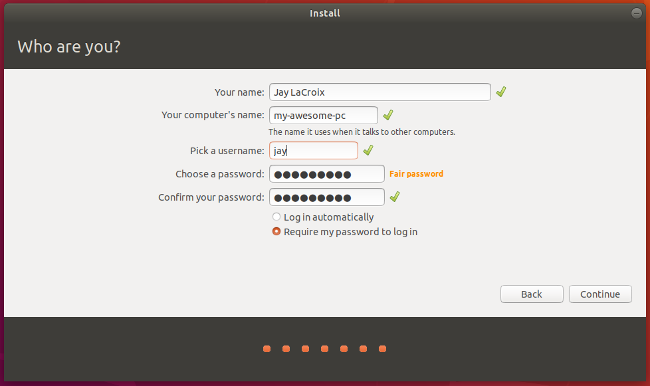 Install
Who are you?
Your name: Jay LaCroix
Your computer's name: my-awesome-pc
The name it uses when it talks to other computers.
Pick a username: jay
Choose a password: ●●●●●●●●● Fair password
Confirm your password: ●●●●●●●●●
Log in automatically
Require my password to log in
Back Continue